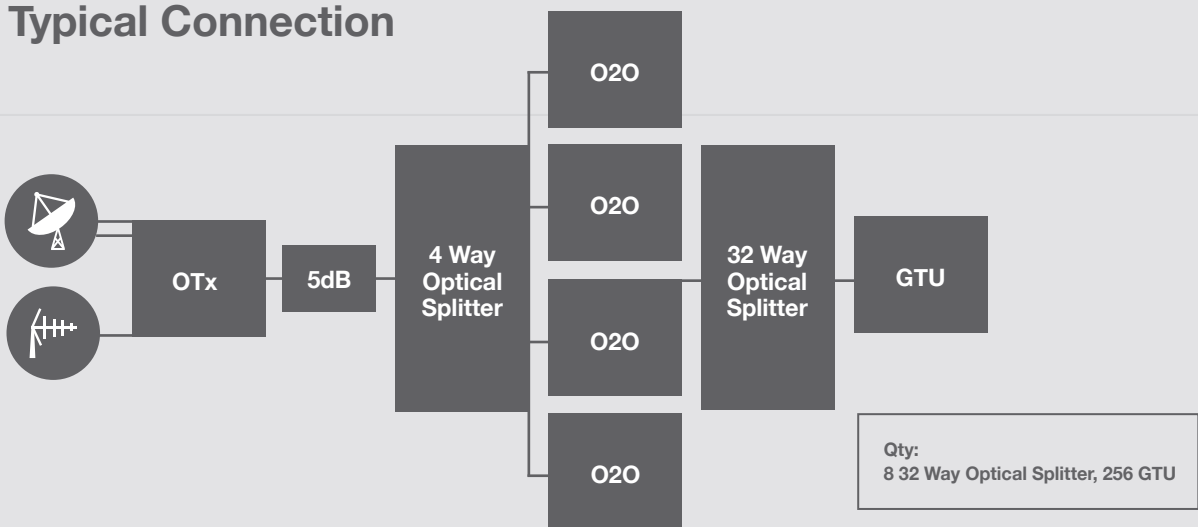 Typical Connection
O2O
O2O
O2O
O2O
OTx
5dB
4 Way
Optical
Splitter
32 Way
Optical
Splitter
GTU
Qty:
8 32 Way Optical Splitter, 256 GTU